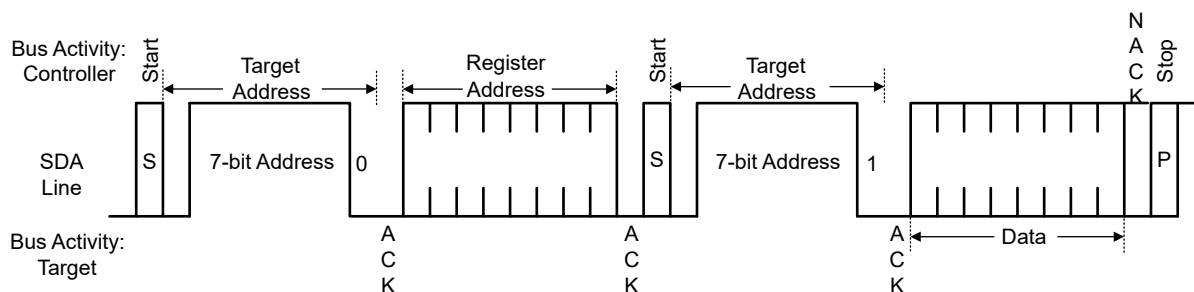 Bus Activity:
Controller
Start
Target
Address
Register
Address
Start
Target
Address
N
A
C
K
Stop
SDA
Line
S
7-bit Address
0
S
7-bit Address
1
P
Bus Activity:
Target
A
C
K
A
C
K
A
C
K
Data